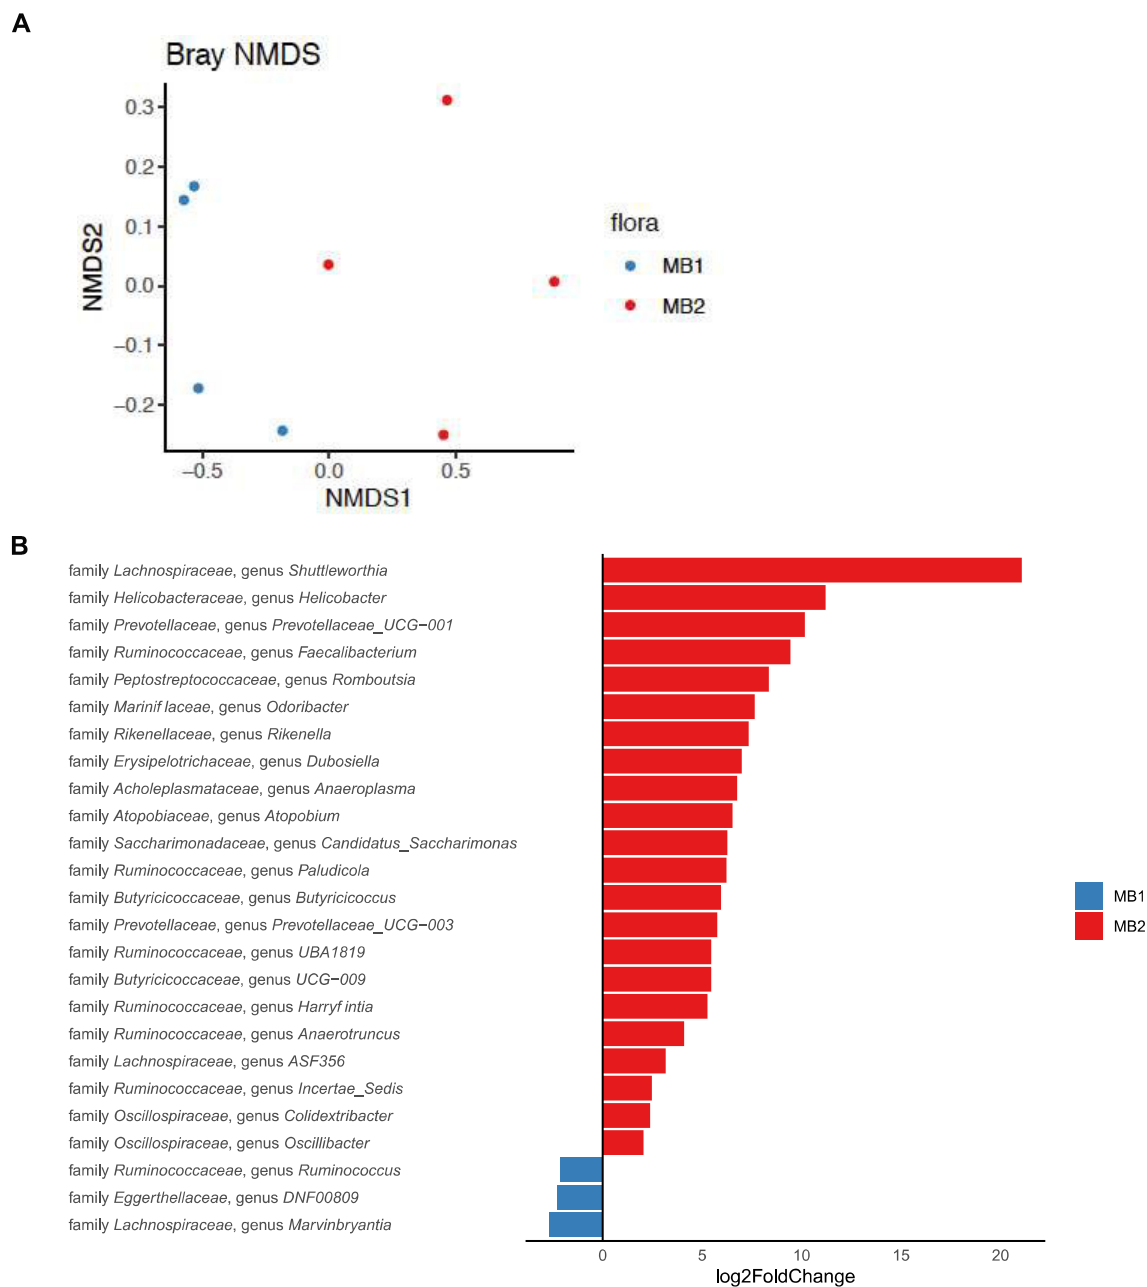 A
Bray NMDS
0.3
0.2
0.1
0.0
−0.1
−0.2
NMDS2
−0.5 0.0 0.5
NMDS1
flora
MB1
MB2
B
family Lachnospiraceae, genus Shuttleworthia
family Helicobacteraceae, genus Helicobacter
family Prevotellaceae, genus Prevotellaceae_UCG−001
family Ruminococcaceae, genus Faecalibacterium
family Peptostreptococcaceae, genus Romboutsia
family Marinif laceae, genus Odoribacter
family Rikenellaceae, genus Rikenella
family Erysipelotrichaceae, genus Dubosiella
family Acholeplasmataceae, genus Anaeroplasma
family Atopobiaceae, genus Atopobium
family Saccharimonadaceae, genus Candidatus_Saccharimonas
family Ruminococcaceae, genus Paludicola
family Butyricicoccaceae, genus Butyricicoccus
family Prevotellaceae, genus Prevotellaceae_UCG−003
family Ruminococcaceae, genus UBA1819
family Butyricicoccaceae, genus UCG−009
family Ruminococcaceae, genus Harryf intia
family Ruminococcaceae, genus Anaerotruncus
family Lachnospiraceae, genus ASF356
family Ruminococcaceae, genus Incertae_Sedis
family Oscillospiraceae, genus Colidextribacter
family Oscillospiraceae, genus Oscillibacter
family Ruminococcaceae, genus Ruminococcus
family Eggerthellaceae, genus DNF00809
family Lachnospiraceae, genus Marvinbryantia
0 5 10 15 20
log2FoldChange
MB1
MB2